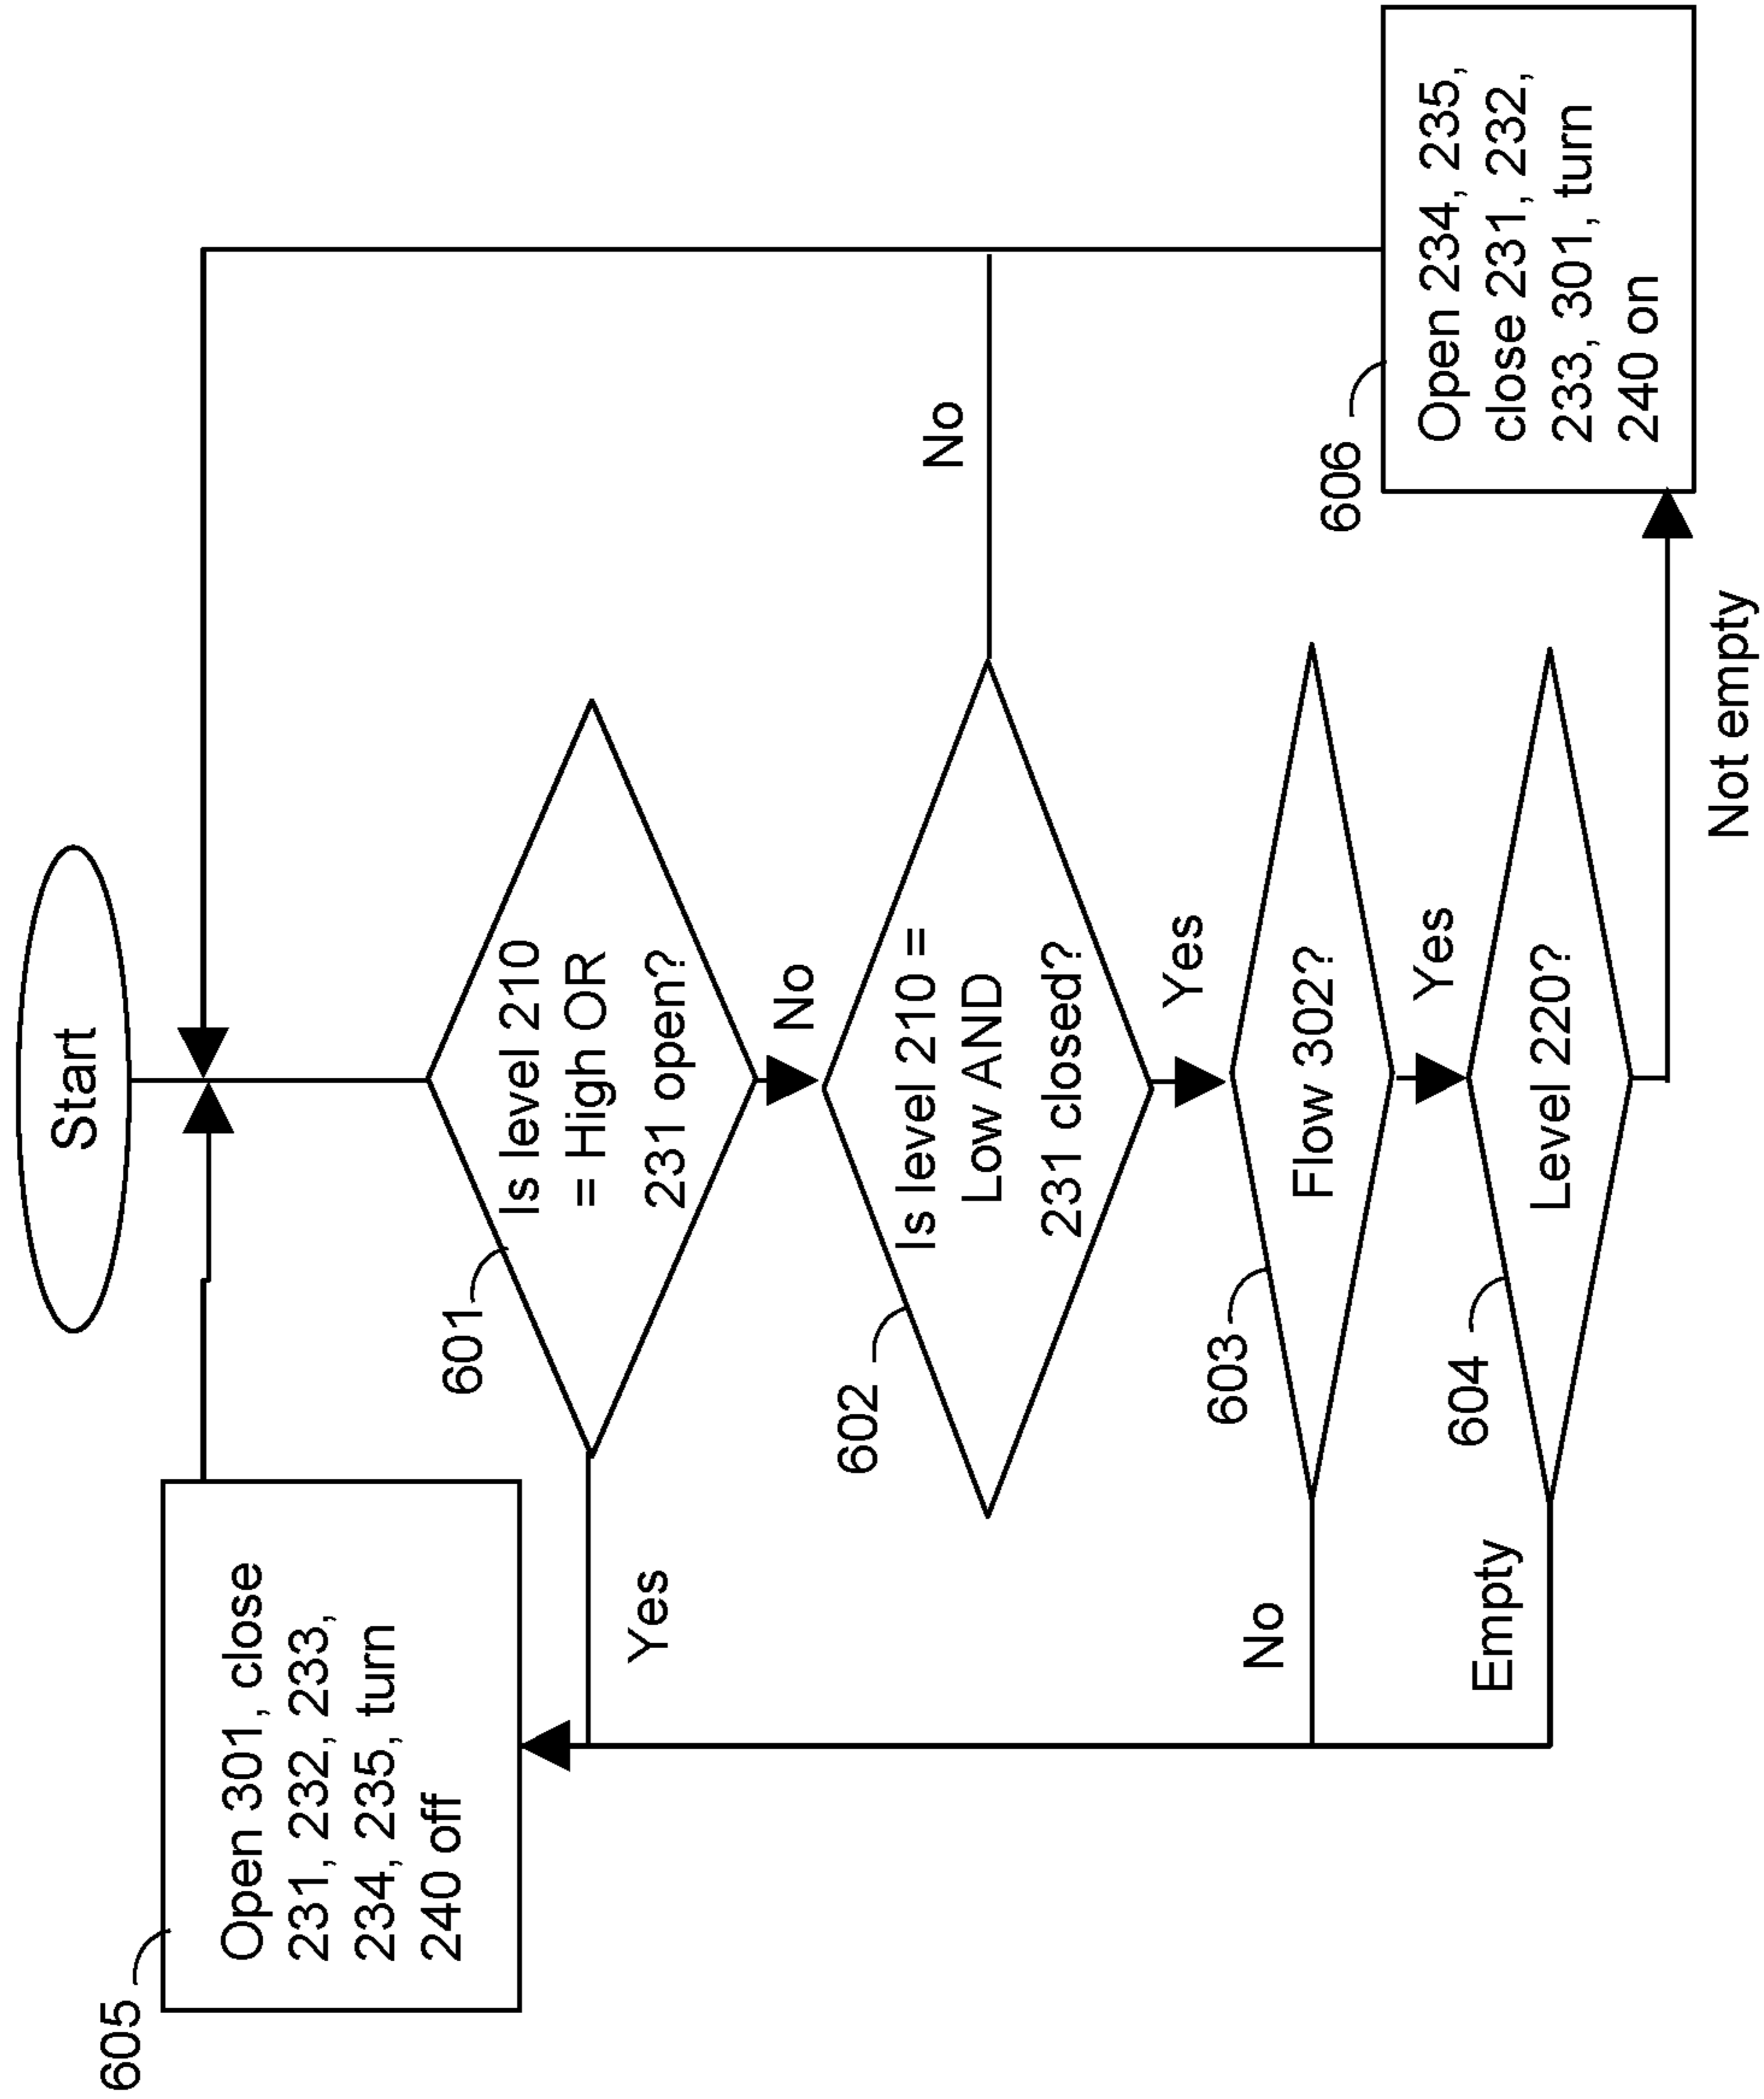 Start
605
Open 301, close
231, 232, 233,
234, 235, turn
240 off
601
Is level 210
= High OR
231 open?
Yes
No
602
Is level 210 =
Low AND
231 closed?
No
Yes
603
Flow 302?
No
Yes
604
Level 220?
Empty
Not empty
606
Open 234, 235,
close 231, 232,
233, 301, turn
240 on